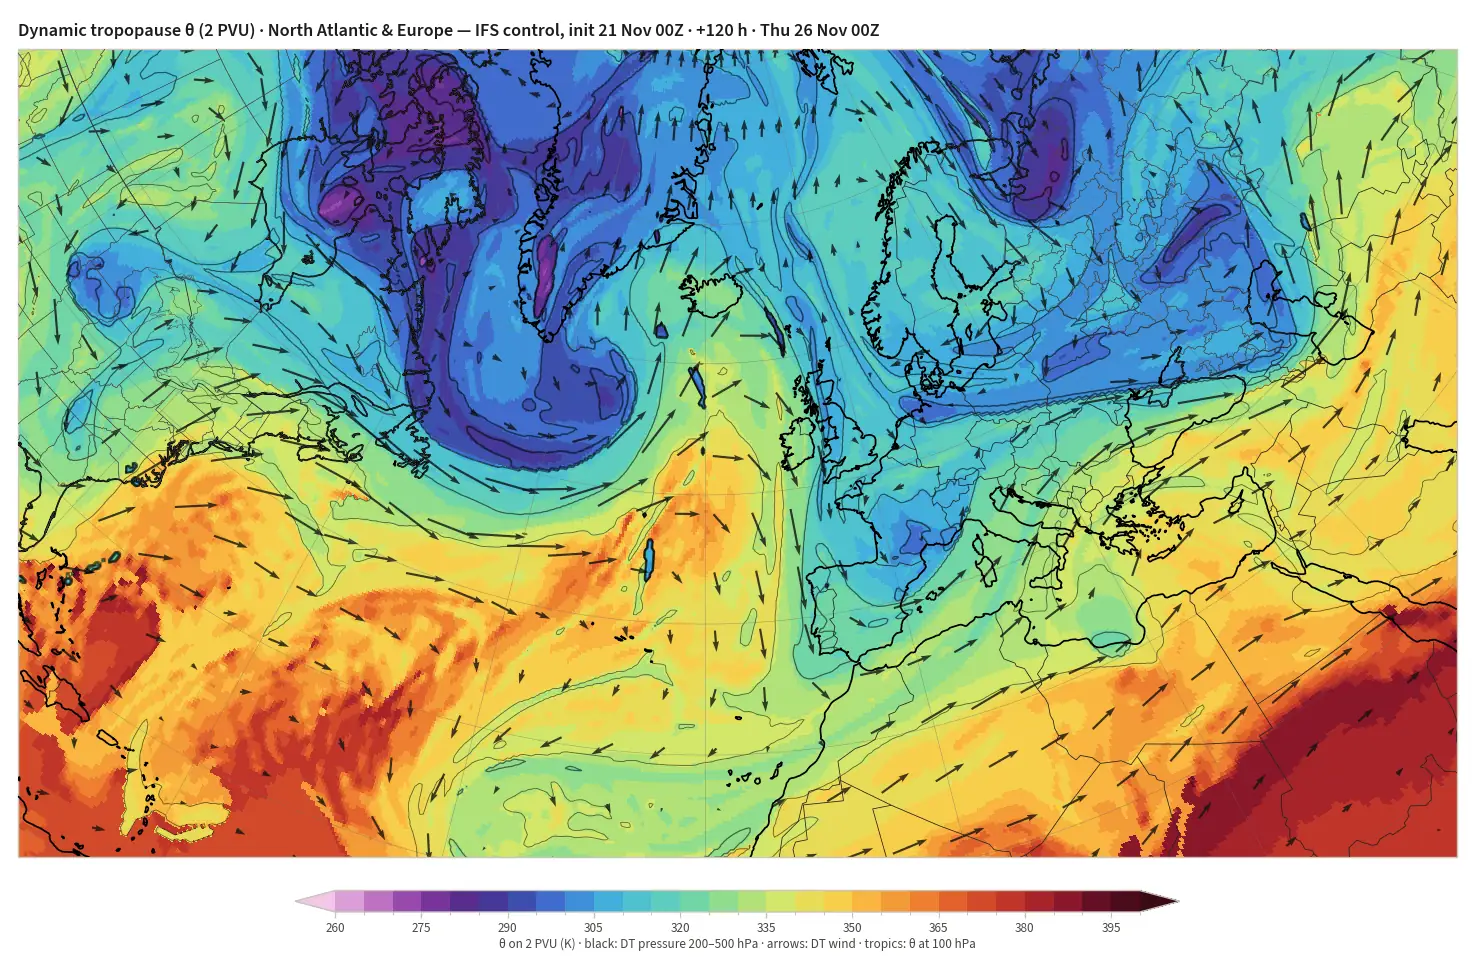 Dynamic tropopause θ (2 PVU) · North Atlantic & Europe — IFS control, init 21 Nov 00Z · +120 h · Thu 26 Nov 00Z
260 275 290 305 320 335 350 365 380 395
θ on 2 PVU (K) · black: DT pressure 200–500 hPa · arrows: DT wind · tropics: θ at 100 hPa